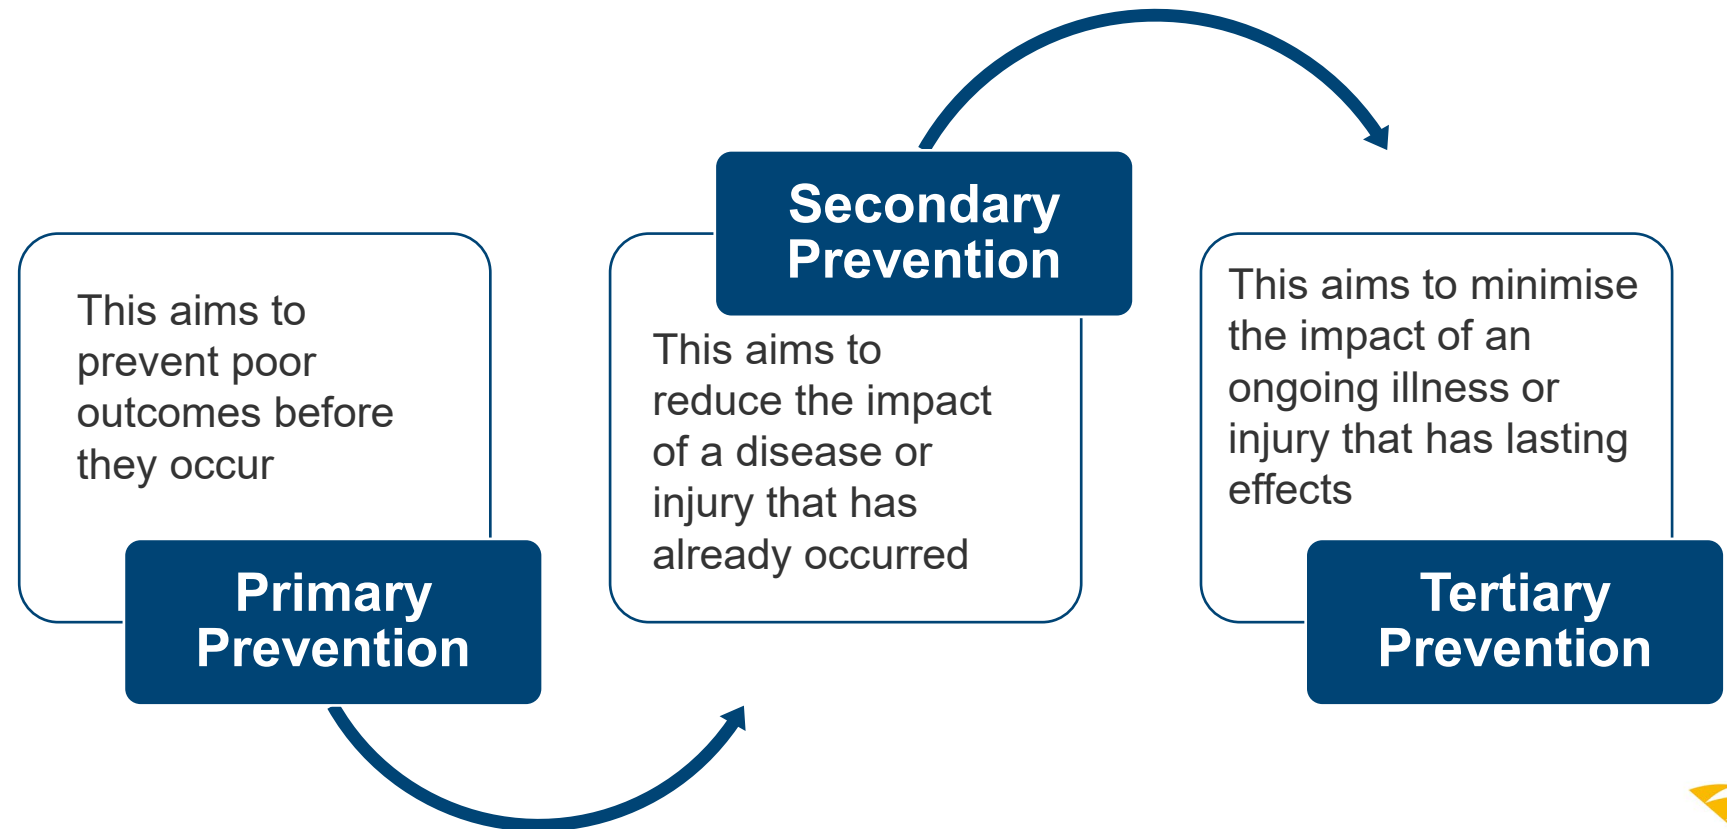 This aims to
prevent poor
outcomes before
they occur
Primary
Prevention
Secondary
Prevention
This aims to
reduce the impact
of a disease or
injury that has
already occurred
This aims to minimise
the impact of an
ongoing illness or
injury that has lasting
effects
Tertiary
Prevention